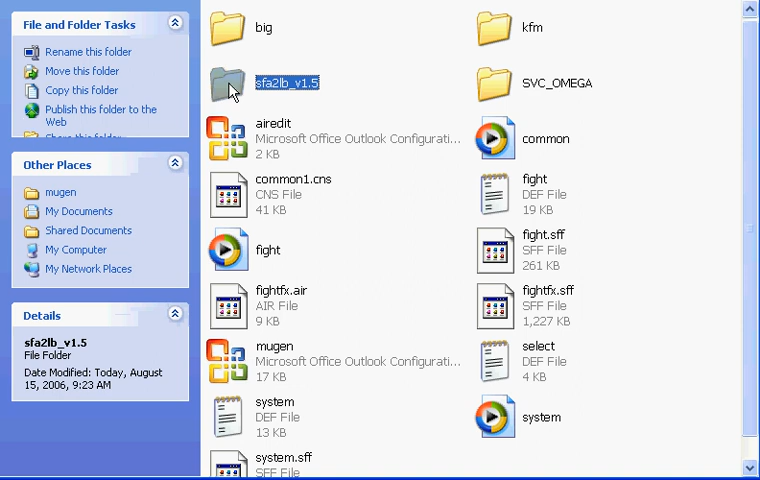 File and Folder Tasks
Rename this folder
Move this folder
Copy this folder
Publish this folder to the
Web
Share this folder
Other Places
mugen
My Documents
Shared Documents
My Computer
My Network Places
Details
sfa2lb_v1.5
File Folder
Date Modified: Today, August
15, 2006, 9:23 AM
big
kfm
sfa2lb_v1.5
SVC_OMEGA
airedit
Microsoft Office Outlook Configurati...
2 KB
common
common1.cns
CNS File
41 KB
fight
DEF File
19 KB
fight
fight.sff
SFF File
261 KB
fightfx.air
AIR File
9 KB
fightfx.sff
SFF File
1,227 KB
mugen
Microsoft Office Outlook Configurati...
17 KB
select
DEF File
4 KB
system
DEF File
13 KB
system
system.sff
SFF File